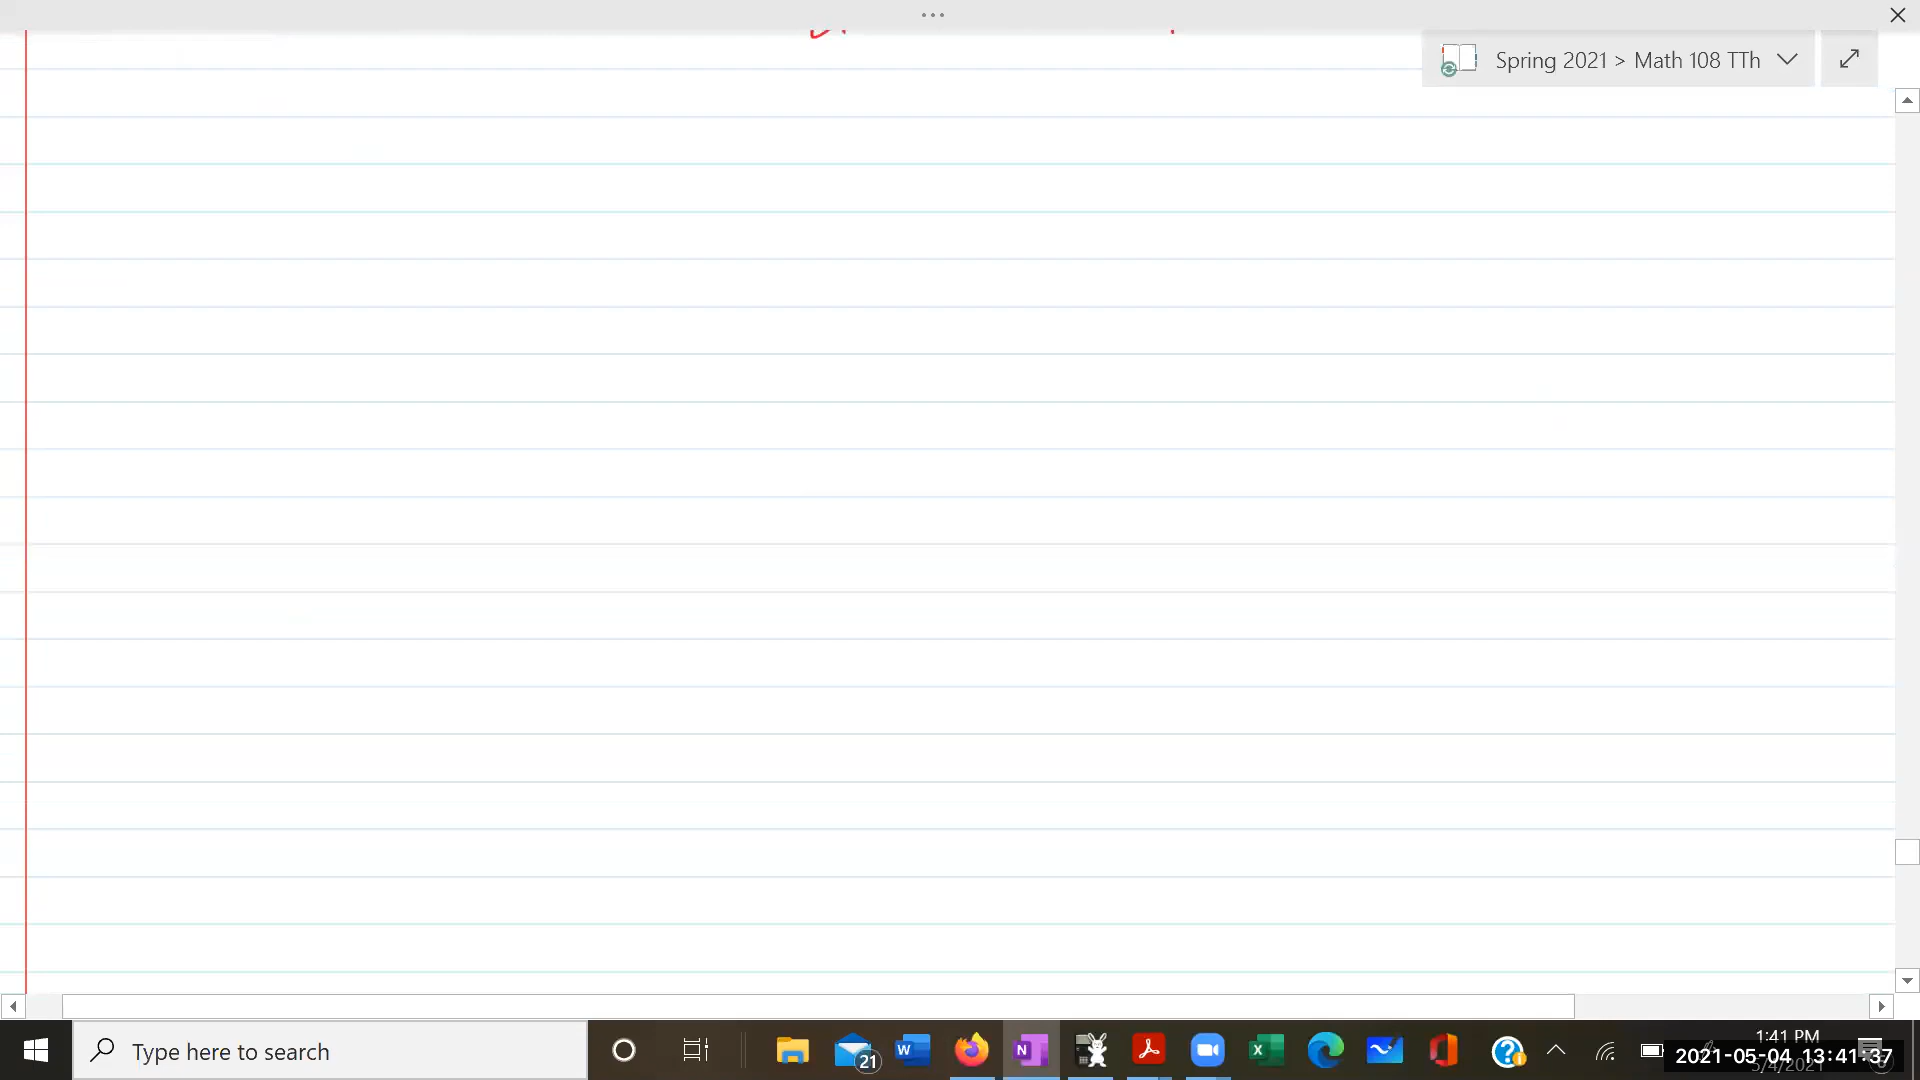 Spring 2021 > Math 108 TTh
Type here to search
21
1:41 PM
2021-05-04 13:41:37